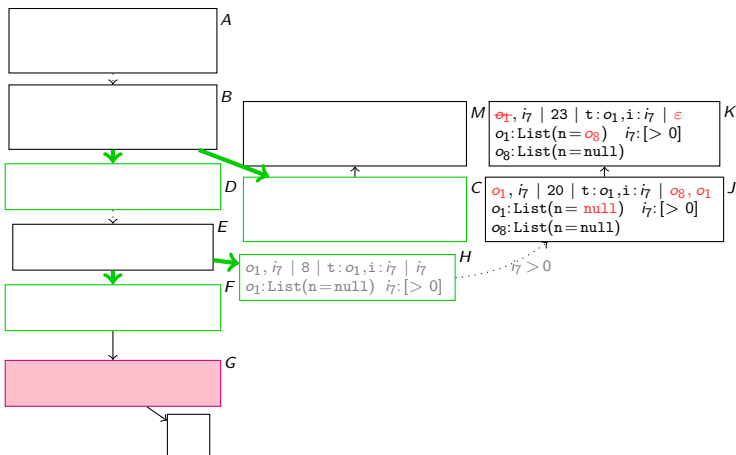 A
B
M
o̶1̶, i7 | 23 | t:o1,i:i7 | ε
o1:List(n=o8) i7:[> 0]
o8:List(n=null)
K
D
C
o1, i7 | 20 | t:o1,i:i7 | o8, o1
o1:List(n= null) i7:[> 0]
o8:List(n=null)
J
E
H
o1, i7 | 8 | t:o1,i:i7 | i7
o1:List(n=null) i7:[> 0]
i7 > 0
F
G